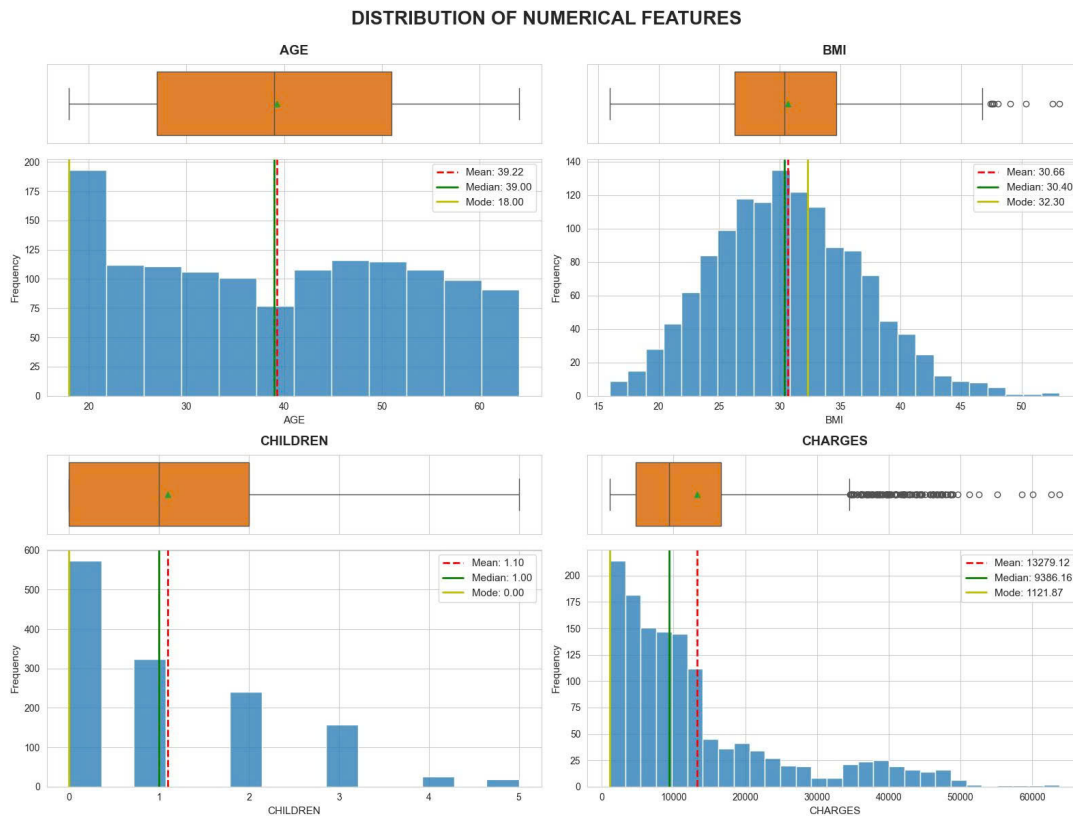 DISTRIBUTION OF NUMERICAL FEATURES
AGE
20 30 40 50 60
200
175
150
125
100
75
50
25
0
Frequency
Mean: 39.22
Median: 39.00
Mode: 18.00
20 30 40 50 60
AGE
BMI
140
120
100
80
60
40
20
0
Frequency
Mean: 30.66
Median: 30.40
Mode: 32.30
15 20 25 30 35 40 45 50
BMI
CHILDREN
600
500
400
300
200
100
0
Frequency
Mean: 1.10
Median: 1.00
Mode: 0.00
0 1 2 3 4 5
CHILDREN
CHARGES
200
175
150
125
100
75
50
25
0
Frequency
Mean: 13279.12
Median: 9386.16
Mode: 1121.87
0 10000 20000 30000 40000 50000 60000
CHARGES